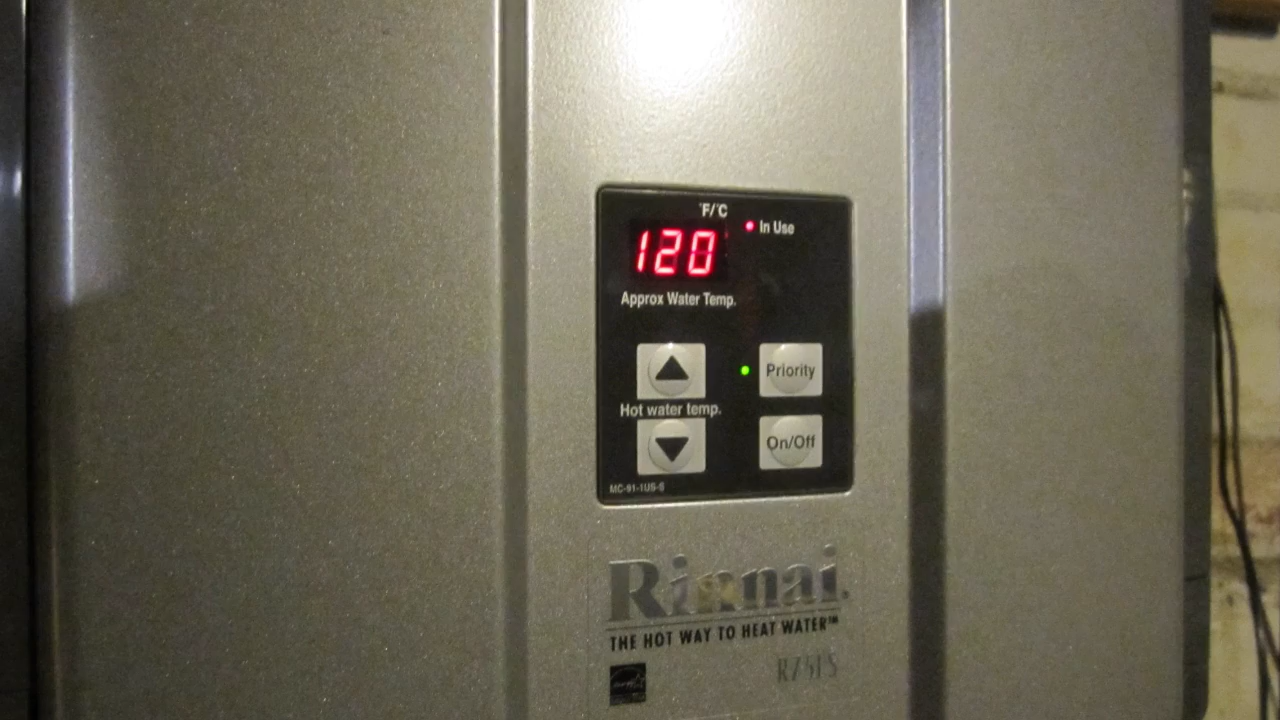 °F/°C
In Use
120
Approx Water Temp.
Priority
Hot water temp.
On/Off
MC-91-1US-S
Rinnai
THE HOT WAY TO HEAT WATER™